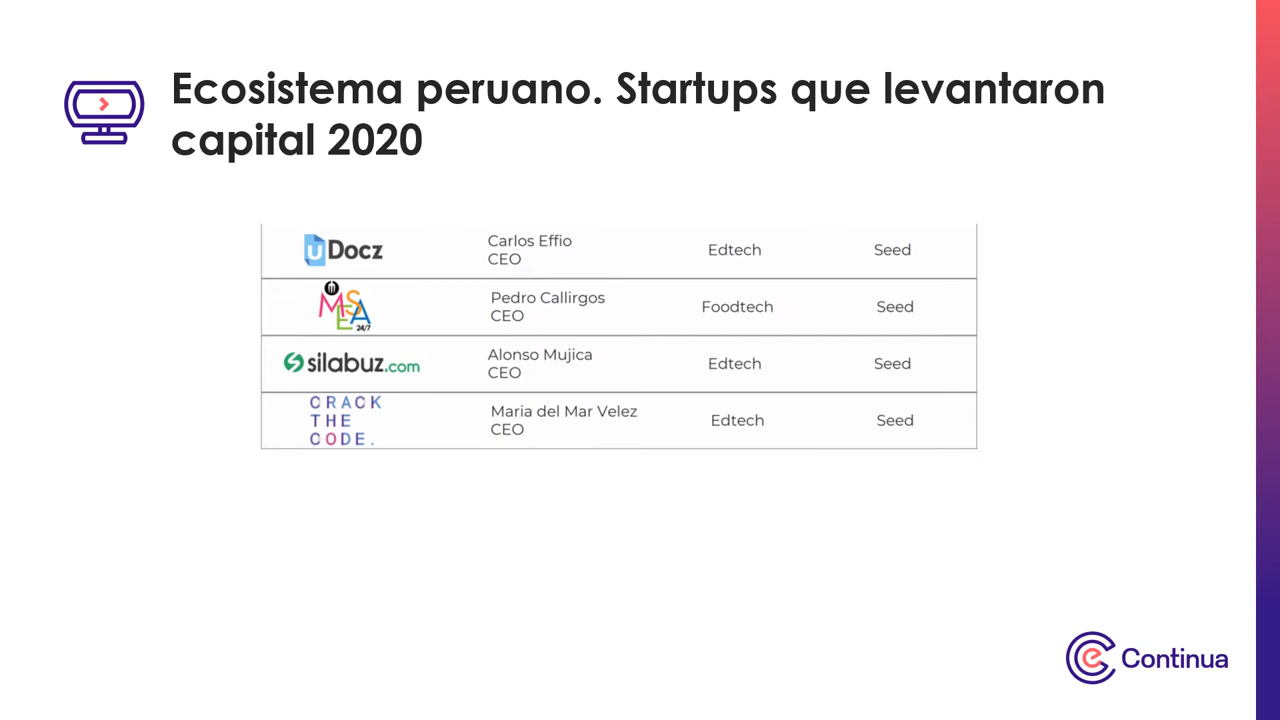 Ecosistema peruano. Startups que levantaron
capital 2020
uDocz
Carlos Effio
CEO
Edtech
Seed
MESA
24/7
Pedro Callirgos
CEO
Foodtech
Seed
silabuz.com
Alonso Mujica
CEO
Edtech
Seed
CRACK
THE
CODE.
Maria del Mar Velez
CEO
Edtech
Seed
e Continua